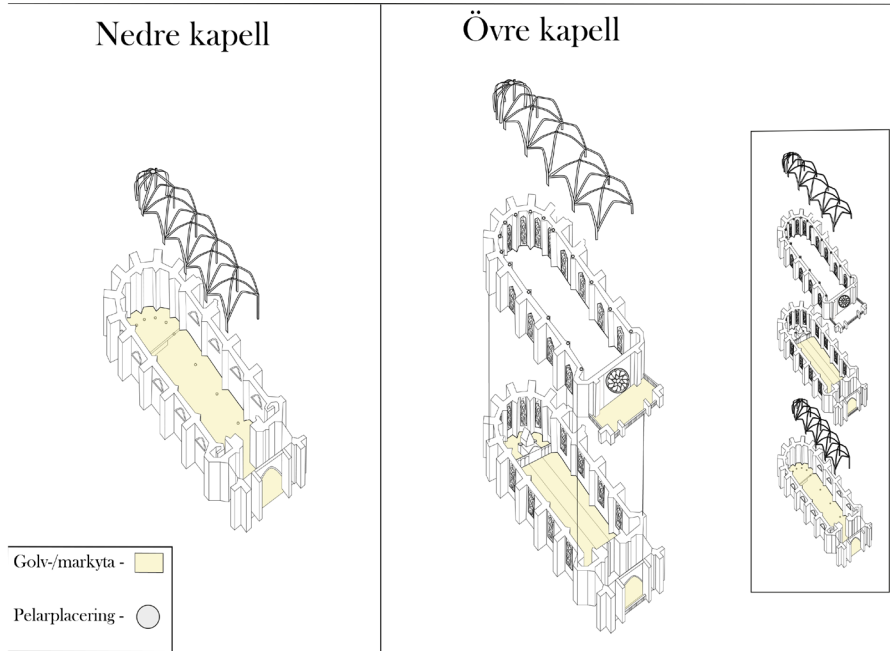 Nedre kapell
Övre kapell
Golv-/markyta -
Pelarplacering -